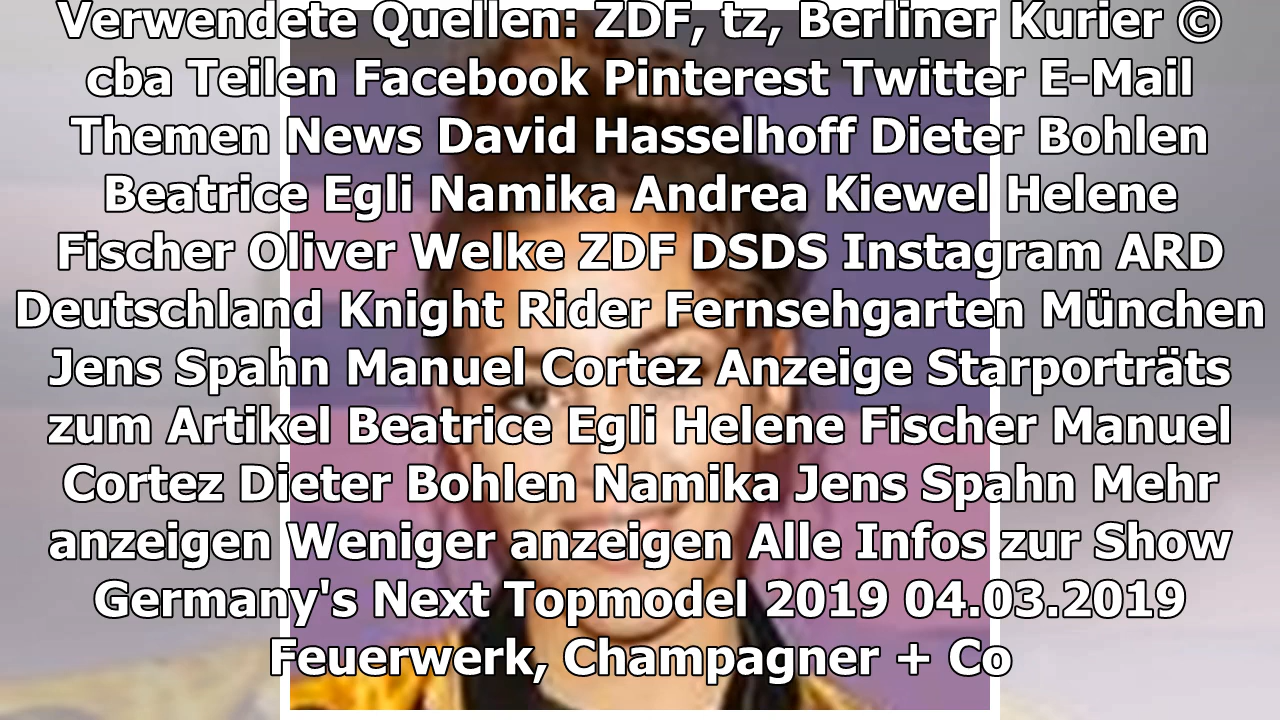 Verwendete Quellen: ZDF, tz, Berliner Kurier ©
cba Teilen Facebook Pinterest Twitter E-Mail
Themen News David Hasselhoff Dieter Bohlen
Beatrice Egli Namika Andrea Kiewel Helene
Fischer Oliver Welke ZDF DSDS Instagram ARD
Deutschland Knight Rider Fernsehgarten München
Jens Spahn Manuel Cortez Anzeige Starporträts
zum Artikel Beatrice Egli Helene Fischer Manuel
Cortez Dieter Bohlen Namika Jens Spahn Mehr
anzeigen Weniger anzeigen Alle Infos zur Show
Germany's Next Topmodel 2019 04.03.2019
Feuerwerk, Champagner + Co